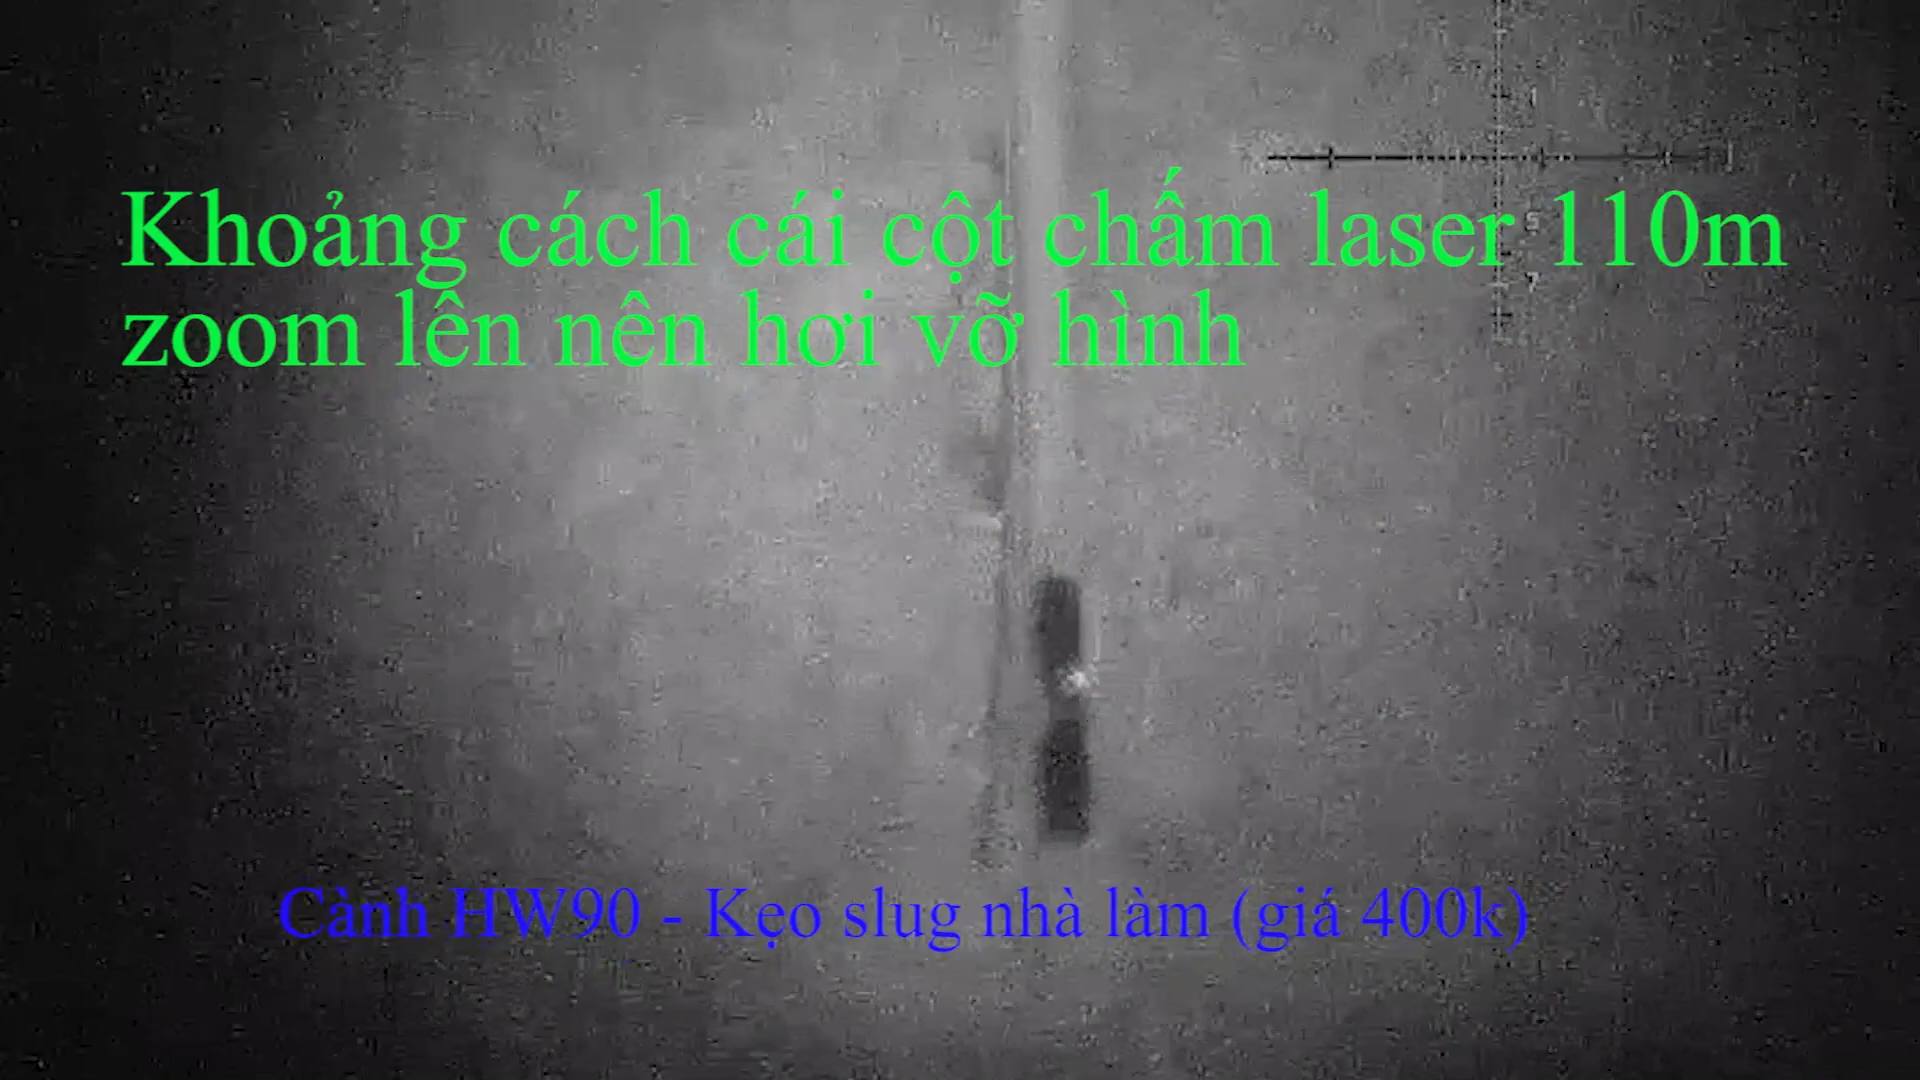 Khoảng cách cái cột chấm laser 110m
zoom lên nên hơi vỡ hình
Cành HW90 - Kẹo slug nhà làm (giá 400k)